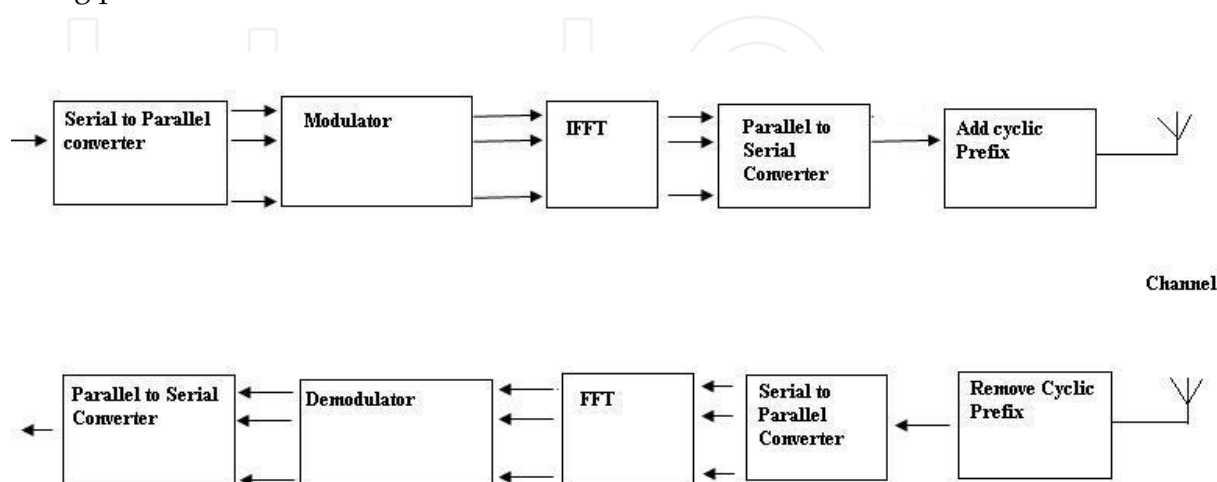 Serial to Parallel
converter
Modulator
IFFT
Parallel to
Serial
Converter
Add cyclic
Prefix
Channel
Parallel to Serial
Converter
Demodulator
FFT
Serial to
Parallel
Converter
Remove Cyclic
Prefix